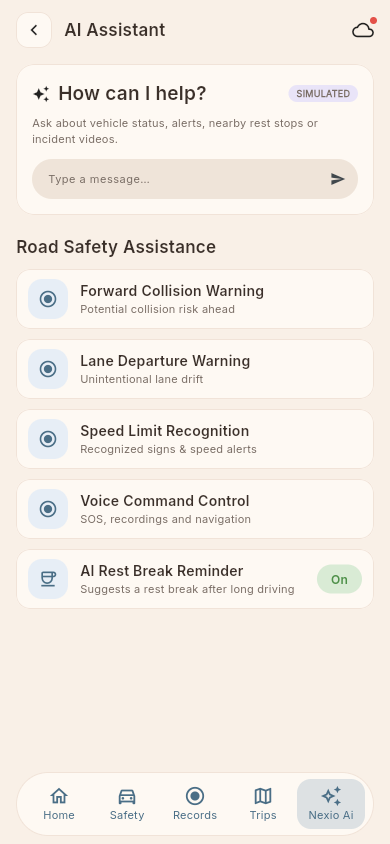 AI Assistant
How can I help?
SIMULATED
Ask about vehicle status, alerts, nearby rest stops or
incident videos.
Type a message...
Road Safety Assistance
Forward Collision Warning
Potential collision risk ahead
Lane Departure Warning
Unintentional lane drift
Speed Limit Recognition
Recognized signs & speed alerts
Voice Command Control
SOS, recordings and navigation
AI Rest Break Reminder
Suggests a rest break after long driving
On
Home
Safety
Records
Trips
Nexio Ai